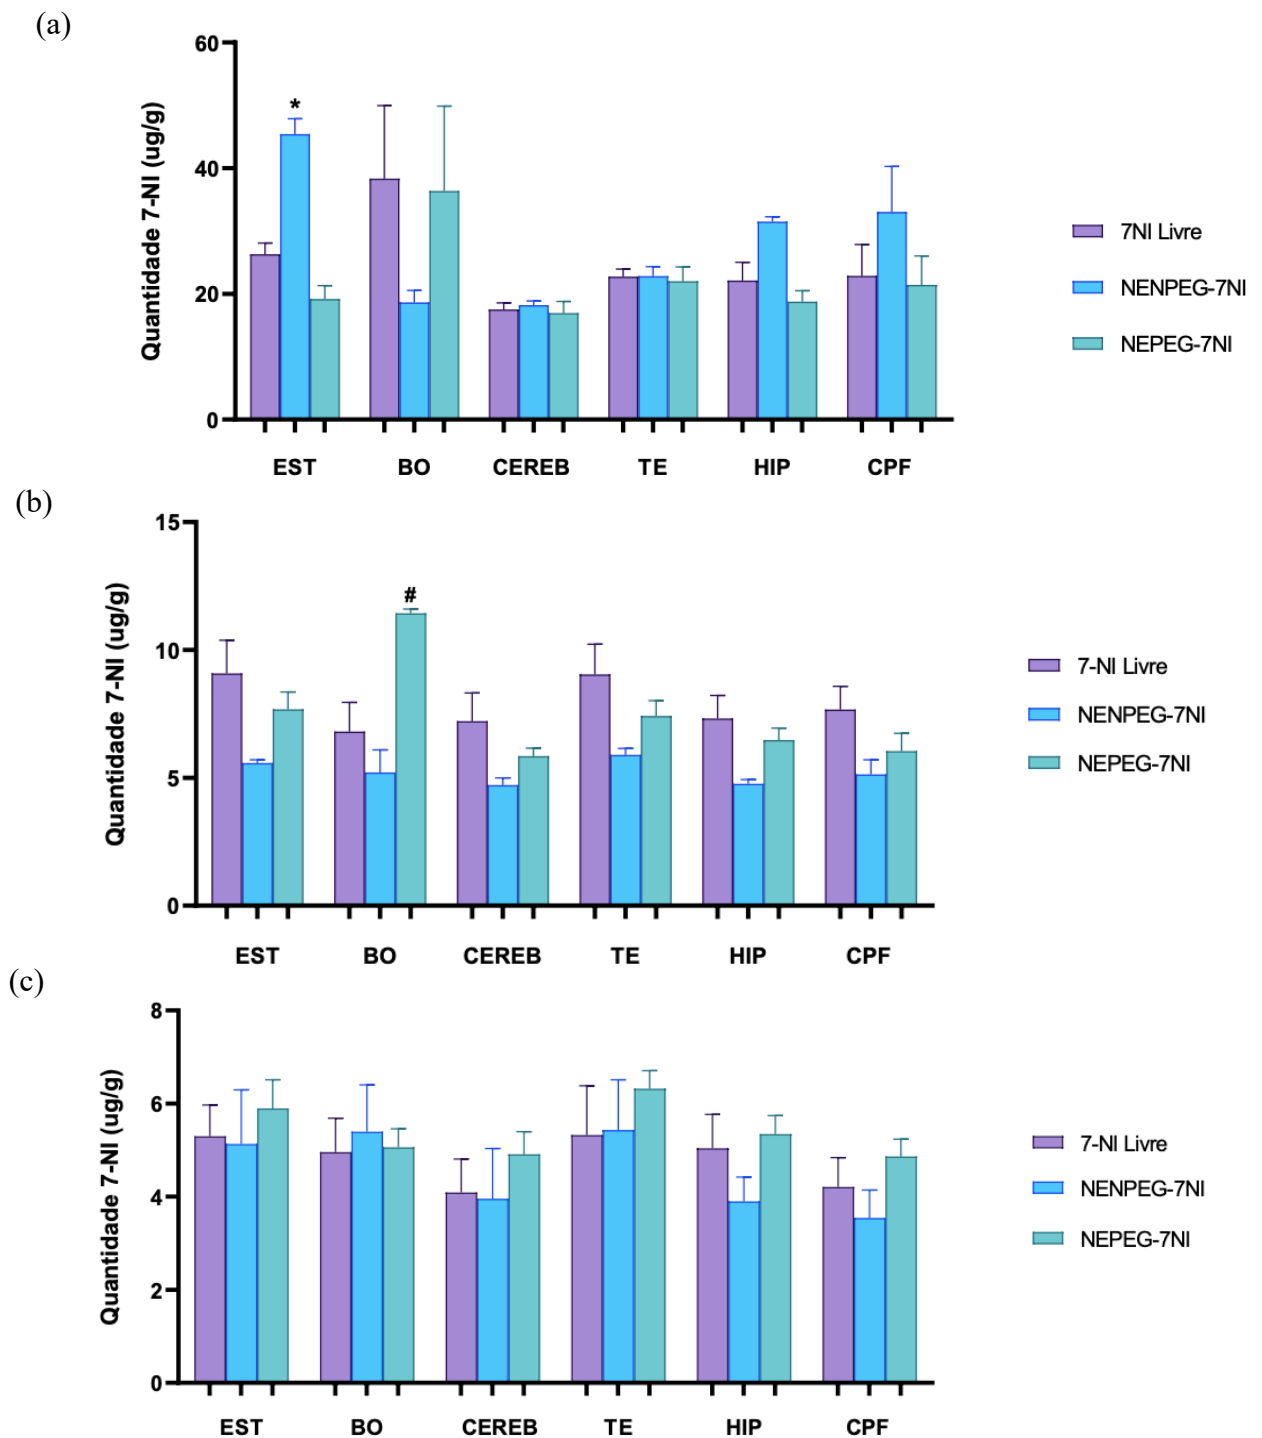 (a)
Quantidade 7-NI (ug/g)
60
40
20
0
*
EST BO CEREB TE HIP CPF
7NI Livre
NENPEG-7NI
NEPEG-7NI
(b)
Quantidade 7-NI (ug/g)
15
10
5
0
#
EST BO CEREB TE HIP CPF
7-NI Livre
NENPEG-7NI
NEPEG-7NI
(c)
Quantidade 7-NI (ug/g)
8
6
4
2
0
EST BO CEREB TE HIP CPF
7-NI Livre
NENPEG-7NI
NEPEG-7NI